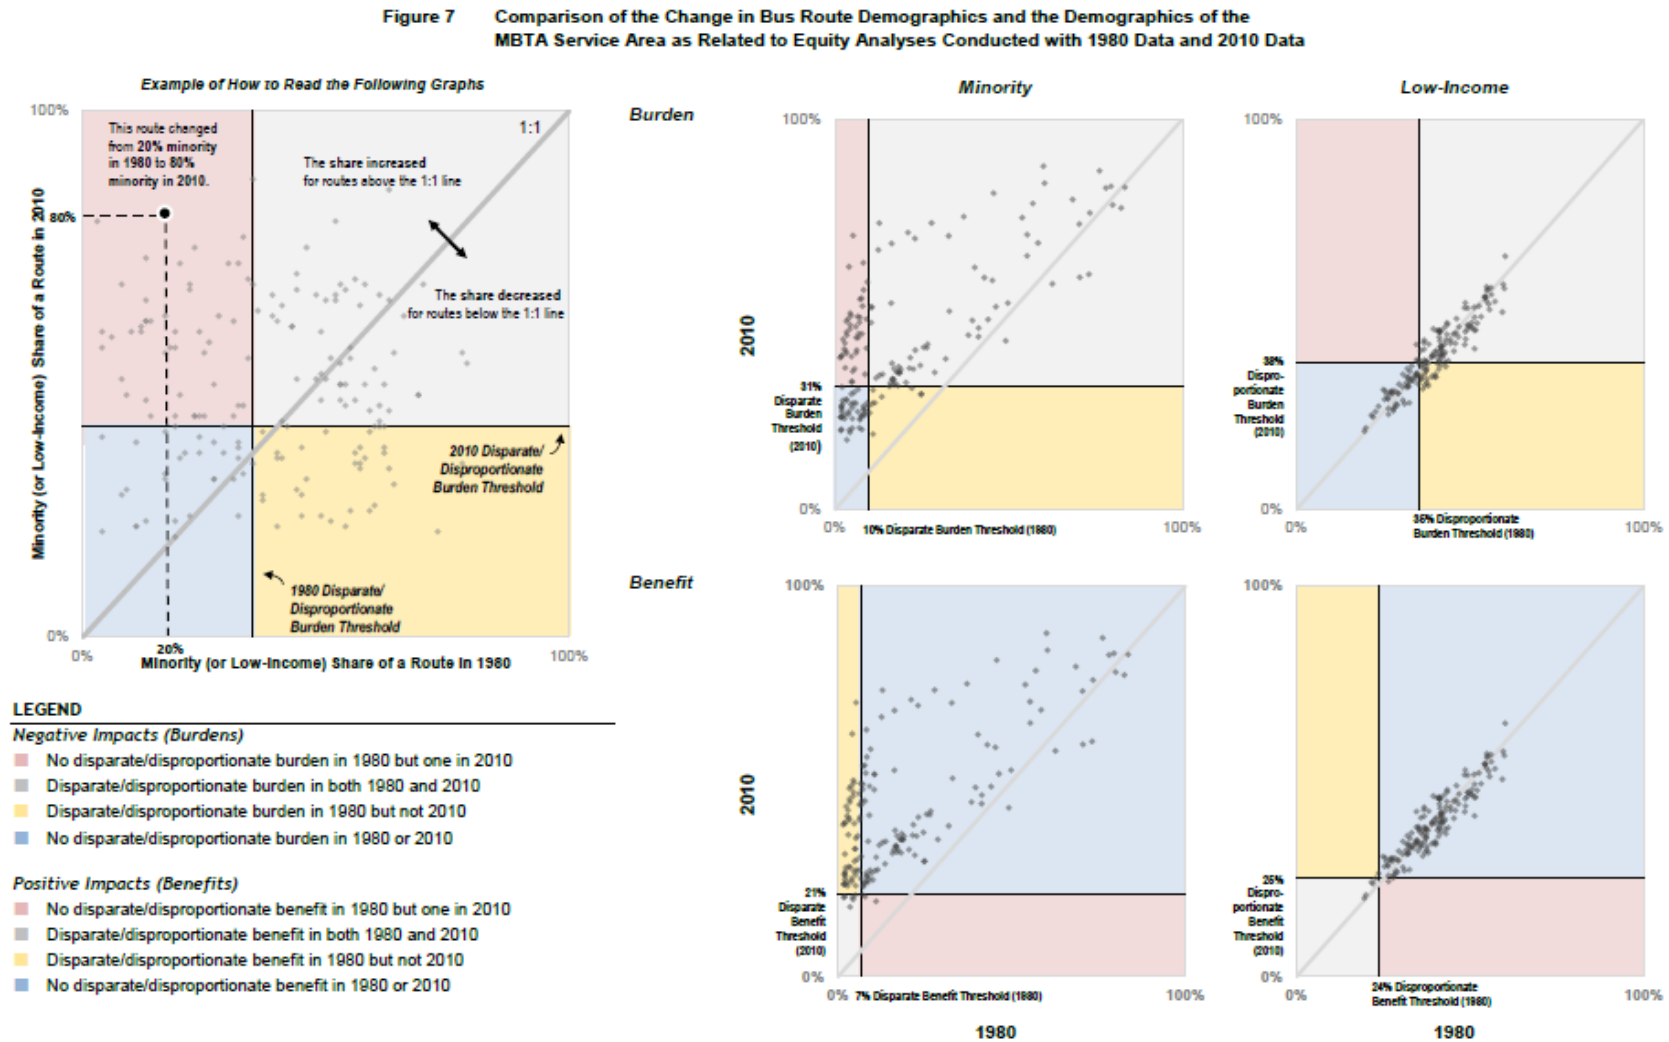 Figure 7 Comparison of the Change in Bus Route Demographics and the Demographics of the
MBTA Service Area as Related to Equity Analyses Conducted with 1980 Data and 2010 Data
Example of How to Read the Following Graphs
100%
This route changed
from 20% minority
in 1980 to 80%
minority in 2010.
1:1
The share increased
for routes above the 1:1 line
80%
The share decreased
for routes below the 1:1 line
2010 Disparate/
Disproportionate
Burden Threshold
1980 Disparate/
Disproportionate
Burden Threshold
Minority (or Low-Income) Share of a Route in 2010
0%
0%
20%
100%
Minority (or Low-Income) Share of a Route in 1980
LEGEND
Negative Impacts (Burdens)
No disparate/disproportionate burden in 1980 but one in 2010
Disparate/disproportionate burden in both 1980 and 2010
Disparate/disproportionate burden in 1980 but not 2010
No disparate/disproportionate burden in 1980 or 2010
Positive Impacts (Benefits)
No disparate/disproportionate benefit in 1980 but one in 2010
Disparate/disproportionate benefit in both 1980 and 2010
Disparate/disproportionate benefit in 1980 but not 2010
No disparate/disproportionate benefit in 1980 or 2010
Minority
Low-Income
Burden
100%
2010
31%
Disparate
Burden
Threshold
(2010)
0%
0%
10% Disparate Burden Threshold (1980)
100%
100%
38%
Dispro-
portionate
Burden
Threshold
(2010)
0%
0%
35% Disproportionate
Burden Threshold (1980)
100%
Benefit
100%
2010
21%
Disparate
Benefit
Threshold
(2010)
0%
0%
7% Disparate Benefit Threshold (1980)
100%
1980
100%
25%
Dispro-
portionate
Benefit
Threshold
(2010)
0%
0%
24% Disproportionate
Benefit Threshold (1980)
100%
1980